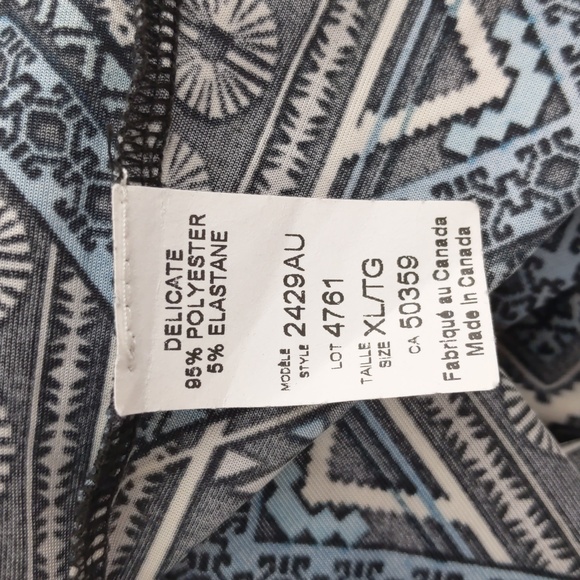 DELICATE
95% POLYESTER
5% ELASTANE
MODÈLE
STYLE 2429AU
LOT 4761
TAILLE
SIZE XL/TG
CA 50359
Fabriqué au Canada
Made In Canada